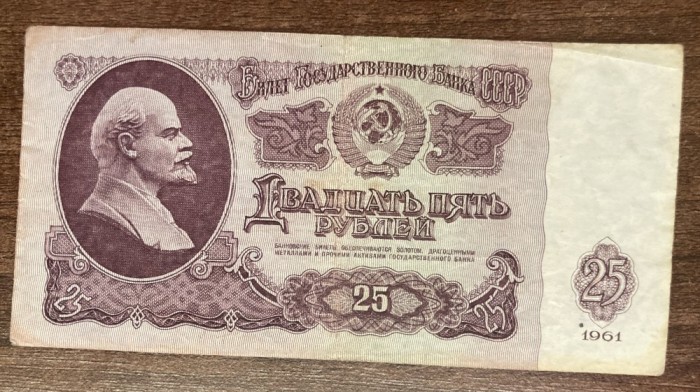 Билет Государственного Банка СССР
Двадцать пять
рублей
БАНКОВСКИЕ БИЛЕТЫ ОБЕСПЕЧИВАЮТСЯ ЗОЛОТОМ, ДРАГОЦЕННЫМИ
МЕТАЛЛАМИ И ПРОЧИМИ АКТИВАМИ ГОСУДАРСТВЕННОГО БАНКА
25
25
25
25
1961